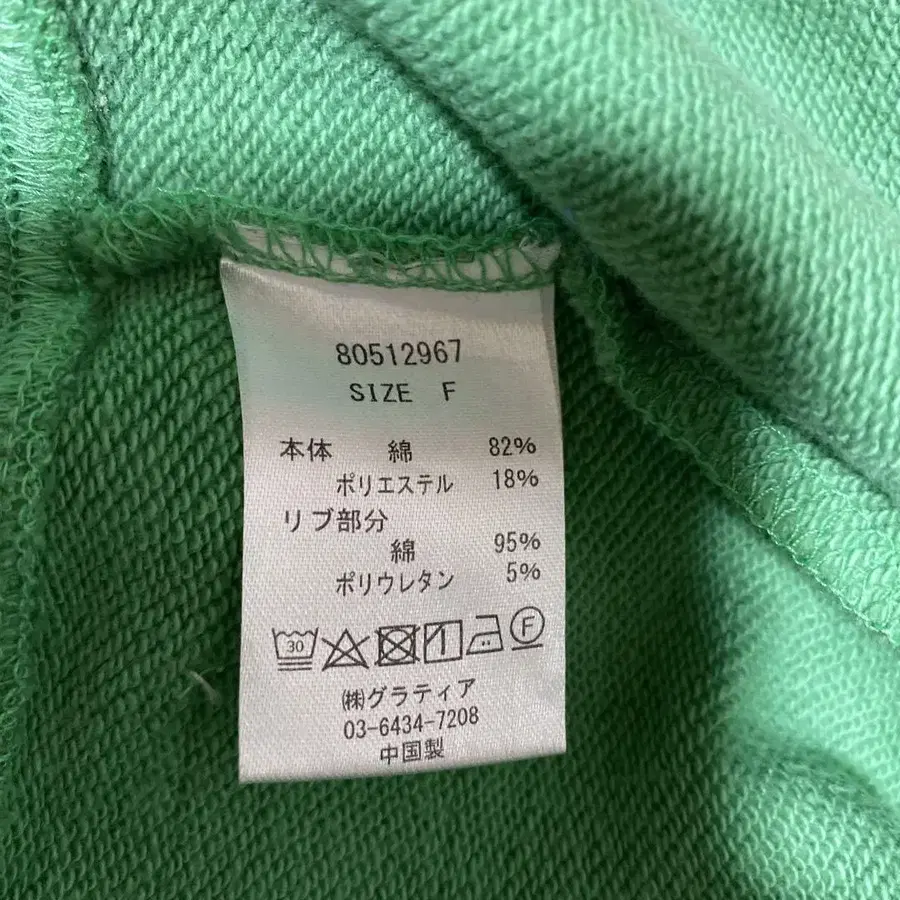 80512967
SIZE F
本体 綿 82%
ポリエステル 18%
リブ部分
綿 95%
ポリウレタン 5%
30 F
㈱グラティア
03-6434-7208
中国製